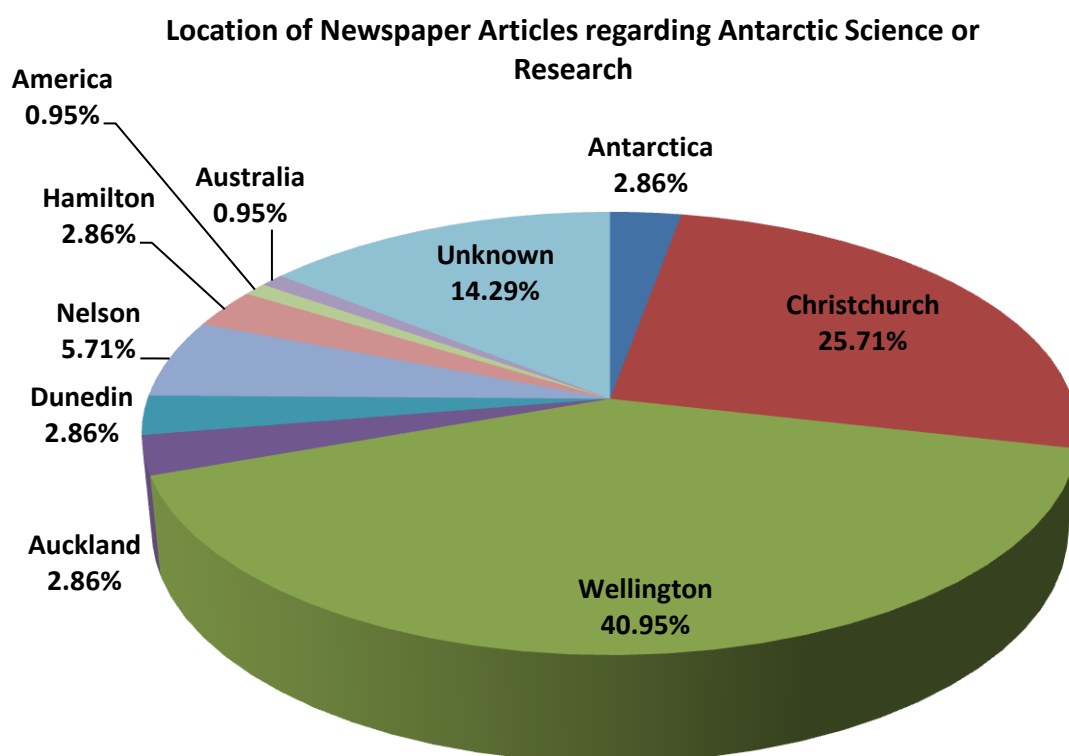 Location of Newspaper Articles regarding Antarctic Science or
Research
America
0.95%
Antarctica
2.86%
Australia
0.95%
Hamilton
2.86%
Unknown
14.29%
Christchurch
25.71%
Nelson
5.71%
Dunedin
2.86%
Auckland
2.86%
Wellington
40.95%